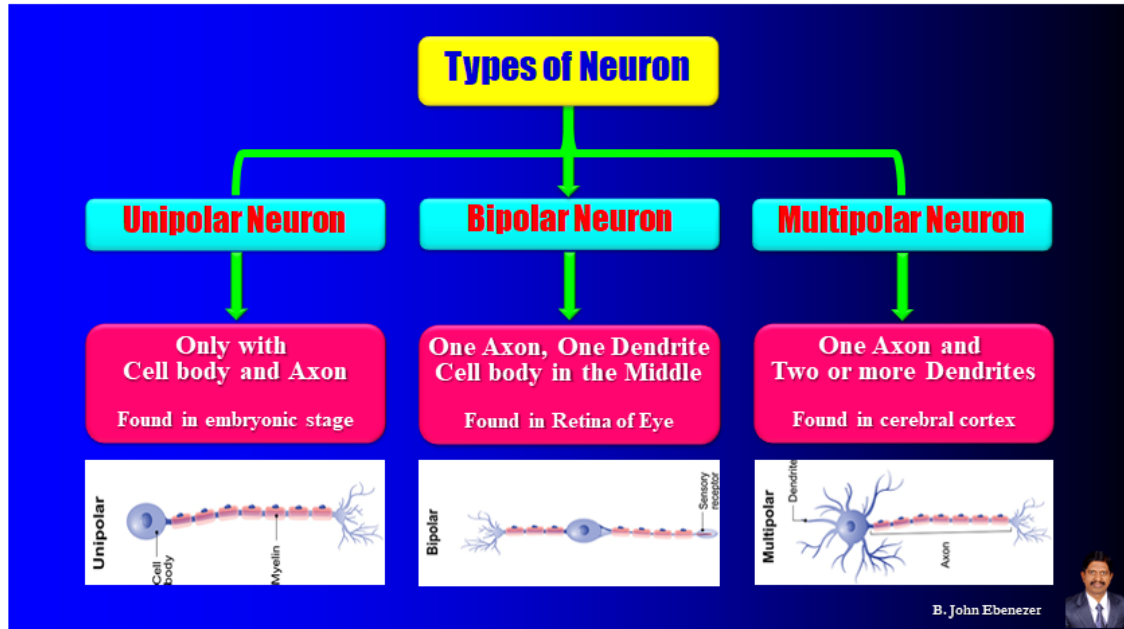 Types of Neuron
Unipolar Neuron
Bipolar Neuron
Multipolar Neuron
Only with
Cell body and Axon
Found in embryonic stage
One Axon, One Dendrite
Cell body in the Middle
Found in Retina of Eye
One Axon and
Two or more Dendrites
Found in cerebral cortex
Unipolar
Cell
body
Myelin
Bipolar
Sensory
receptor
Multipolar
Dendrite
Axon
B. John Ebenezer